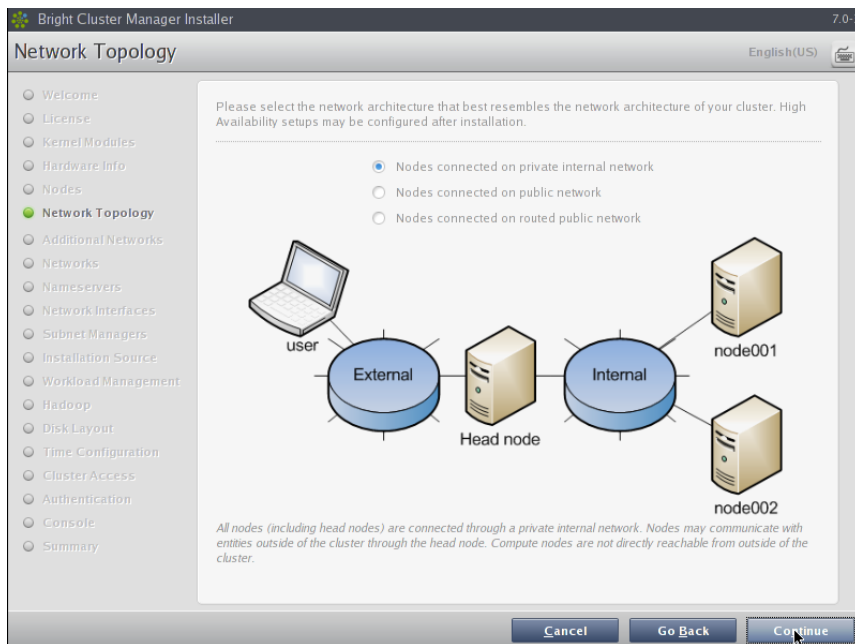 Bright Cluster Manager Installer
7.0-
Network Topology
English(US)
Welcome
License
Kernel Modules
Hardware Info
Nodes
Network Topology
Additional Networks
Networks
Nameservers
Network Interfaces
Subnet Managers
Installation Source
Workload Management
Hadoop
Disk Layout
Time Configuration
Cluster Access
Authentication
Console
Summary
Please select the network architecture that best resembles the network architecture of your cluster. High
Availability setups may be configured after installation.
Nodes connected on private internal network
Nodes connected on public network
Nodes connected on routed public network
user
External
Head node
Internal
node001
node002
All nodes (including head nodes) are connected through a private internal network. Nodes may communicate with
entities outside of the cluster through the head node. Compute nodes are not directly reachable from outside of the
cluster.
Cancel
Go Back
Continue